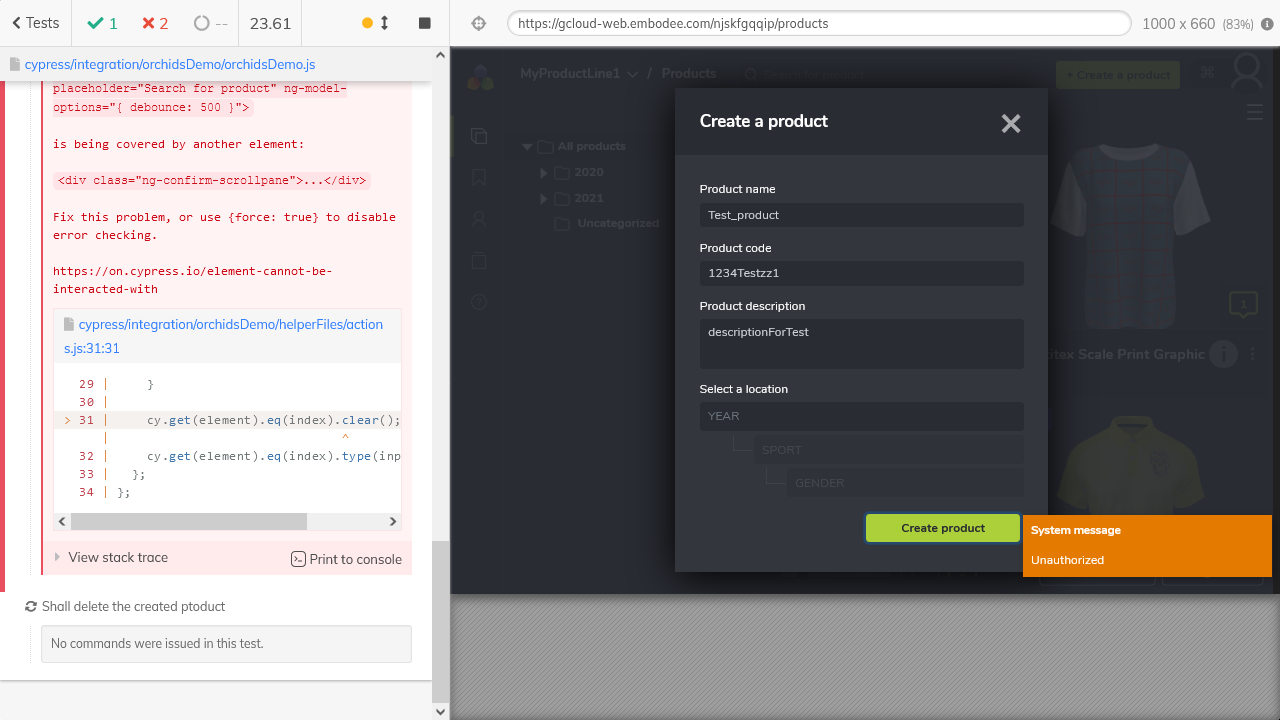 Tests
1
2
--
23.61
https://gcloud-web.embodee.com/njskfgqqip/products
1000 x 660 (83%)
cypress/integration/orchidsDemo/orchidsDemo.js
placeholder="Search for product" ng-model-
options="{ debounce: 500 }">
is being covered by another element:
<div class="ng-confirm-scrollpane">...</div>
Fix this problem, or use {force: true} to disable
error checking.
https://on.cypress.io/element-cannot-be-
interacted-with
cypress/integration/orchidsDemo/helperFiles/action
s.js:31:31
29 | }
30 |
> 31 | cy.get(element).eq(index).clear();
| ^
32 | cy.get(element).eq(index).type(inp
33 | };
34 | };
View stack trace
Print to console
Shall delete the created ptoduct
No commands were issued in this test.
MyProductLine1 / Products
Search for product
+ Create a product
All products
2020
2021
Uncategorized
Create a product
Product name
Test_product
Product code
1234Testzz1
Product description
descriptionForTest
Select a location
YEAR
SPORT
GENDER
Create product
1
itex Scale Print Graphic
System message
Unauthorized